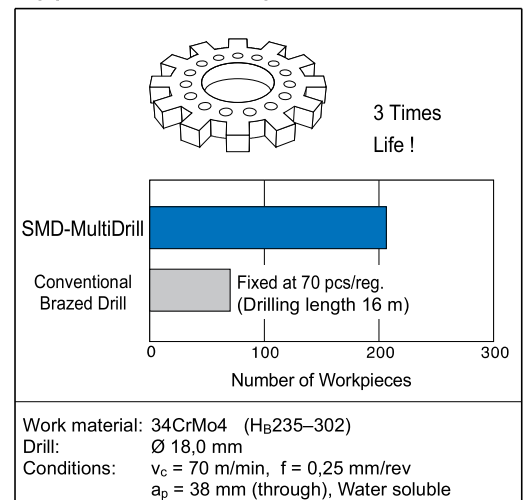 3 Times
Life !
SMD-MultiDrill
Conventional
Brazed Drill
Fixed at 70 pcs/reg.
(Drilling length 16 m)
0 100 200 300
Number of Workpieces
Work material: 34CrMo4 (HB235–302)
Drill: Ø 18,0 mm
Conditions: vc = 70 m/min, f = 0,25 mm/rev
ap = 38 mm (through), Water soluble